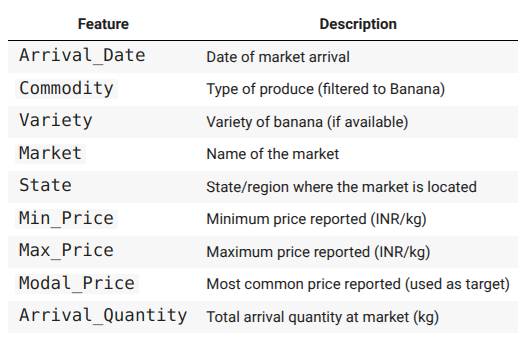 Feature Description
Arrival_Date Date of market arrival
Commodity Type of produce (filtered to Banana)
Variety Variety of banana (if available)
Market Name of the market
State State/region where the market is located
Min_Price Minimum price reported (INR/kg)
Max_Price Maximum price reported (INR/kg)
Modal_Price Most common price reported (used as target)
Arrival_Quantity Total arrival quantity at market (kg)